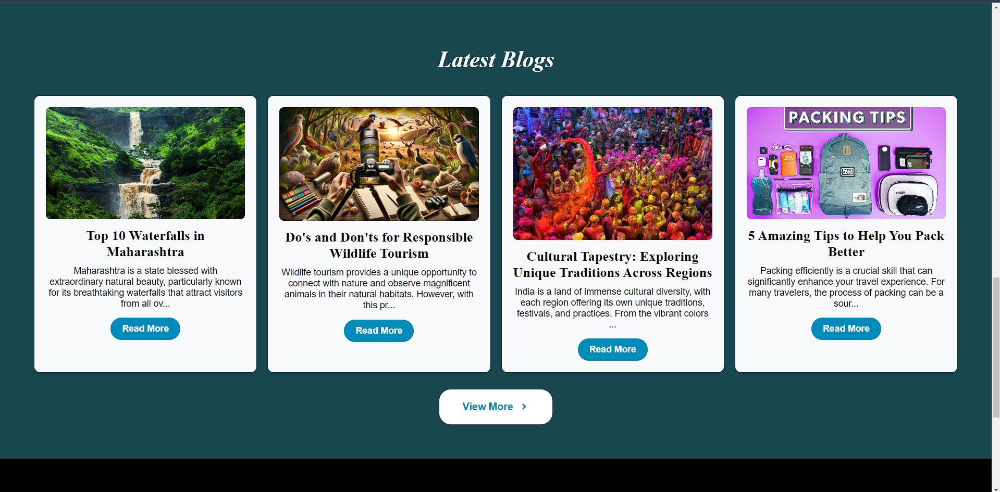 Latest Blogs
PACKING TIPS
FIELD NOTES
PACK HACKER
THULE
Top 10 Waterfalls in
Maharashtra
Maharashtra is a state blessed with
extraordinary natural beauty, particularly known
for its breathtaking waterfalls that attract visitors
from all ov...
Read More
Do's and Don'ts for Responsible
Wildlife Tourism
Wildlife tourism provides a unique opportunity to
connect with nature and observe magnificent
animals in their natural habitats. However, with
this pr...
Read More
Cultural Tapestry: Exploring
Unique Traditions Across Regions
India is a land of immense cultural diversity, with
each region offering its own unique traditions,
festivals, and practices. From the vibrant colors
...
Read More
5 Amazing Tips to Help You Pack
Better
Packing efficiently is a crucial skill that can
significantly enhance your travel experience. For
many travelers, the process of packing can be a
sour...
Read More
View More